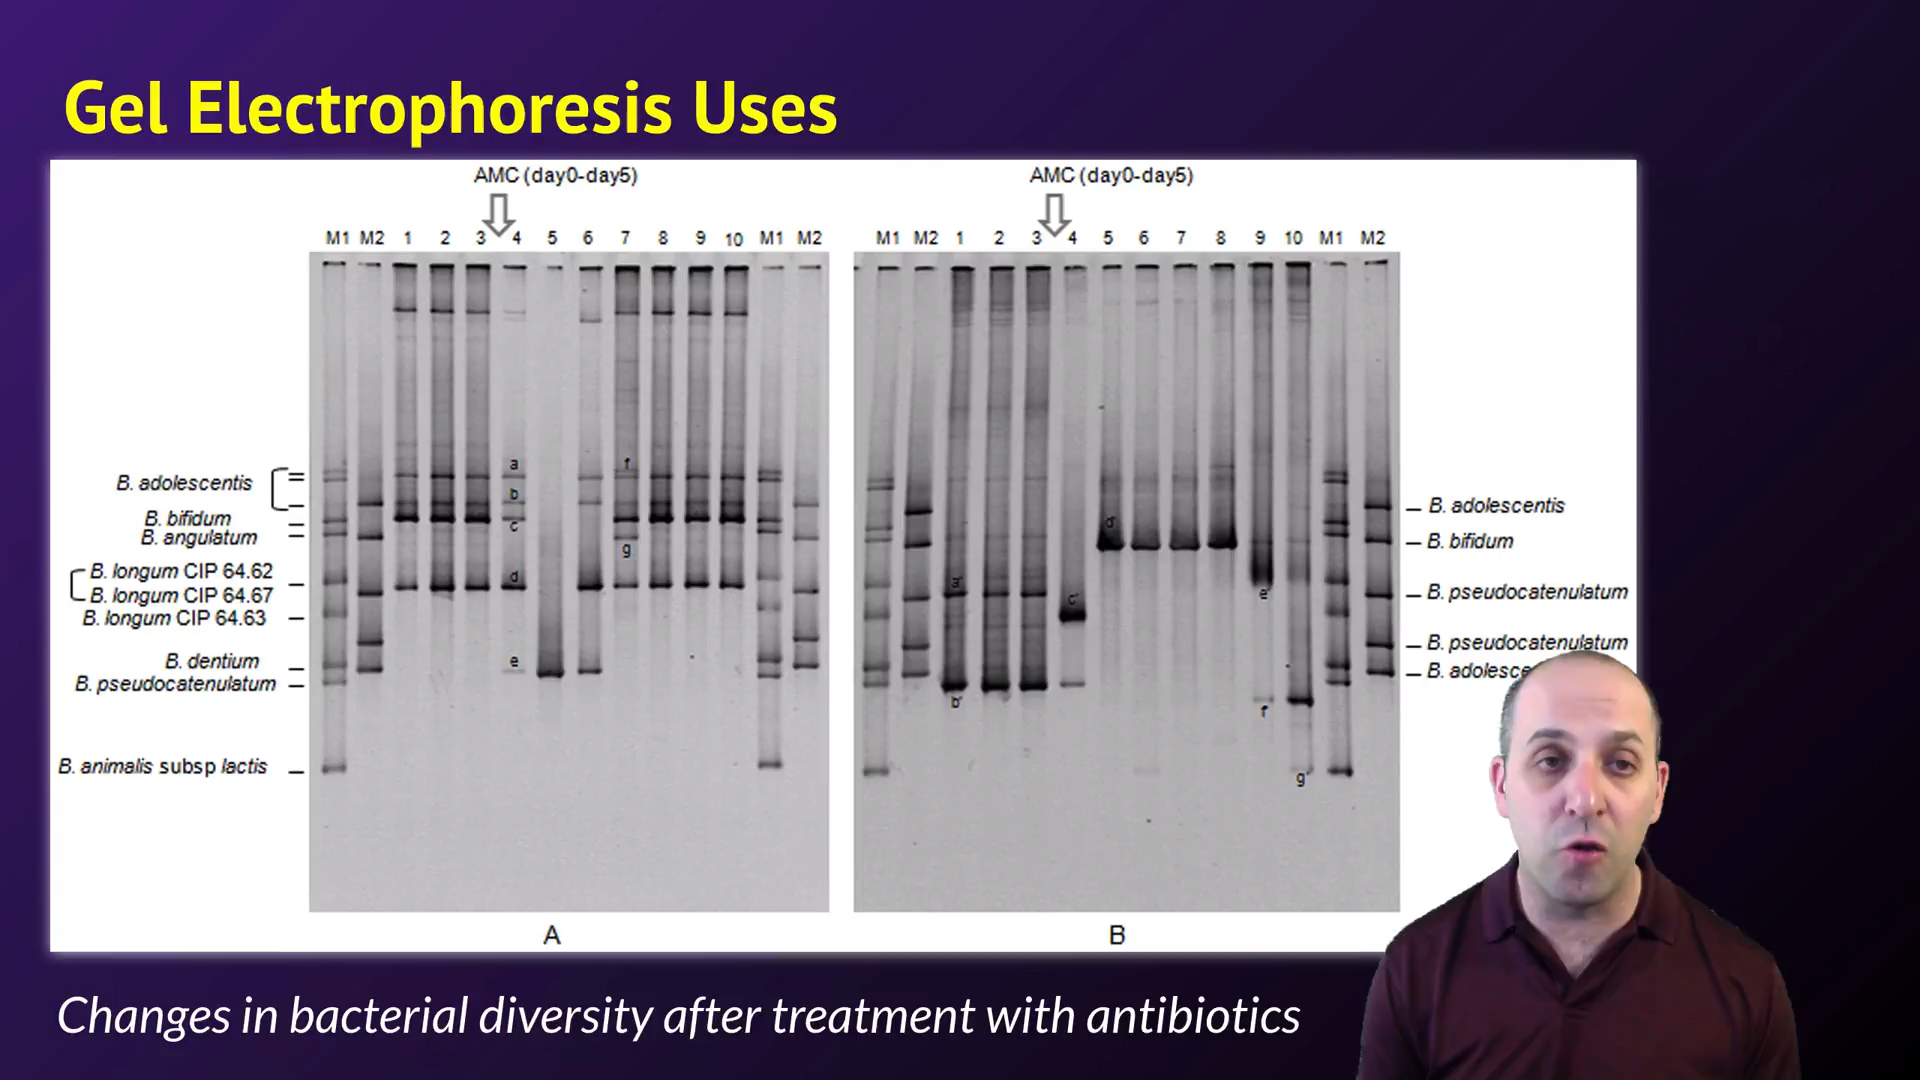 Gel Electrophoresis Uses
AMC (day0-day5)
AMC (day0-day5)
M1 M2 1 2 3 4 5 6 7 8 9 10 M1 M2
M1 M2 1 2 3 4 5 6 7 8 9 10 M1 M2
B. adolescentis
B. bifidum
B. angulatum
B. longum CIP 64.62
B. longum CIP 64.67
B. longum CIP 64.63
B. dentium
B. pseudocatenulatum
B. animalis subsp lactis
a
b
c
d
e
f
g
a'
b'
c'
d'
e'
f'
g'
B. adolescentis
B. bifidum
B. pseudocatenulatum
B. pseudocatenulatum
B. adolesce
A
B
Changes in bacterial diversity after treatment with antibiotics